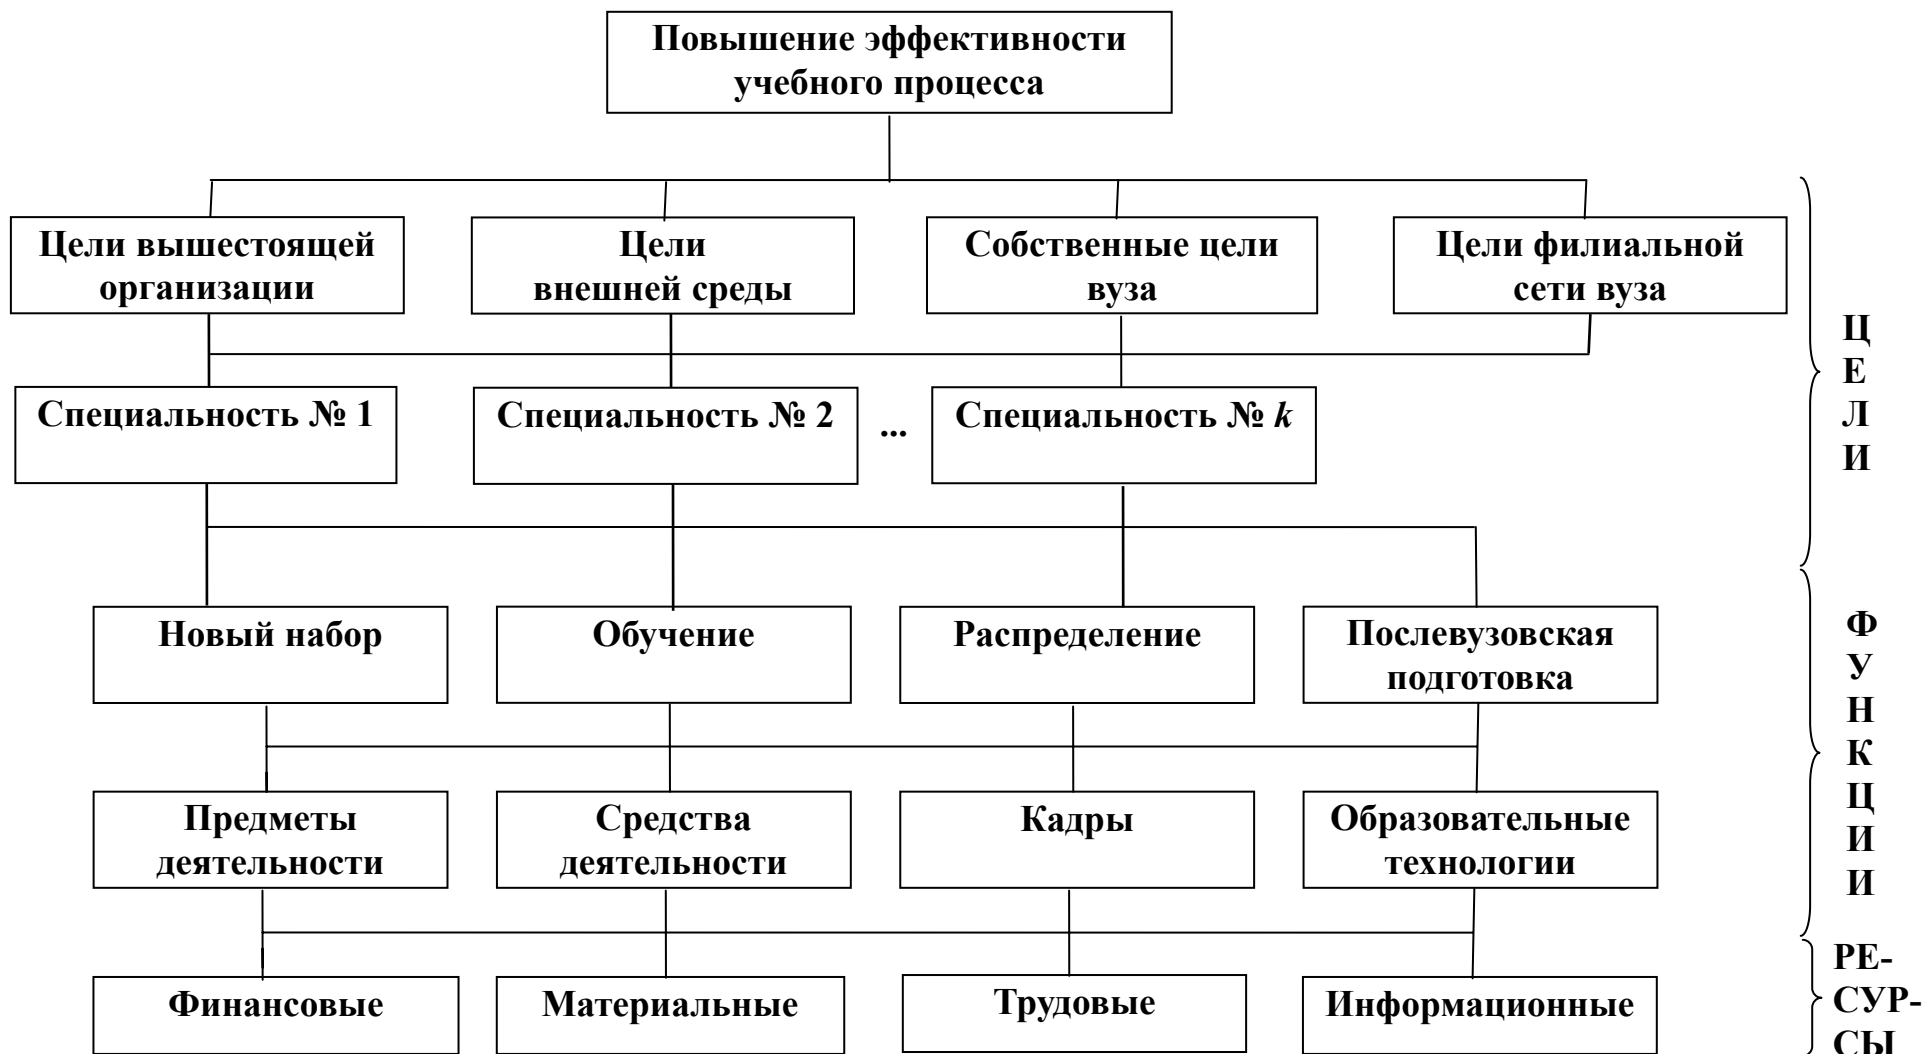 Повышение эффективности
учебного процесса
Цели вышестоящей
организации
Цели
внешней среды
Собственные цели
вуза
Цели филиальной
сети вуза
Специальность № 1
Специальность № 2
...
Специальность № k
Ц
Е
Л
И
Новый набор
Обучение
Распределение
Послевузовская
подготовка
Предметы
деятельности
Средства
деятельности
Кадры
Образовательные
технологии
Ф
У
Н
К
Ц
И
И
Финансовые
Материальные
Трудовые
Информационные
РЕ-
СУР-
СЫ